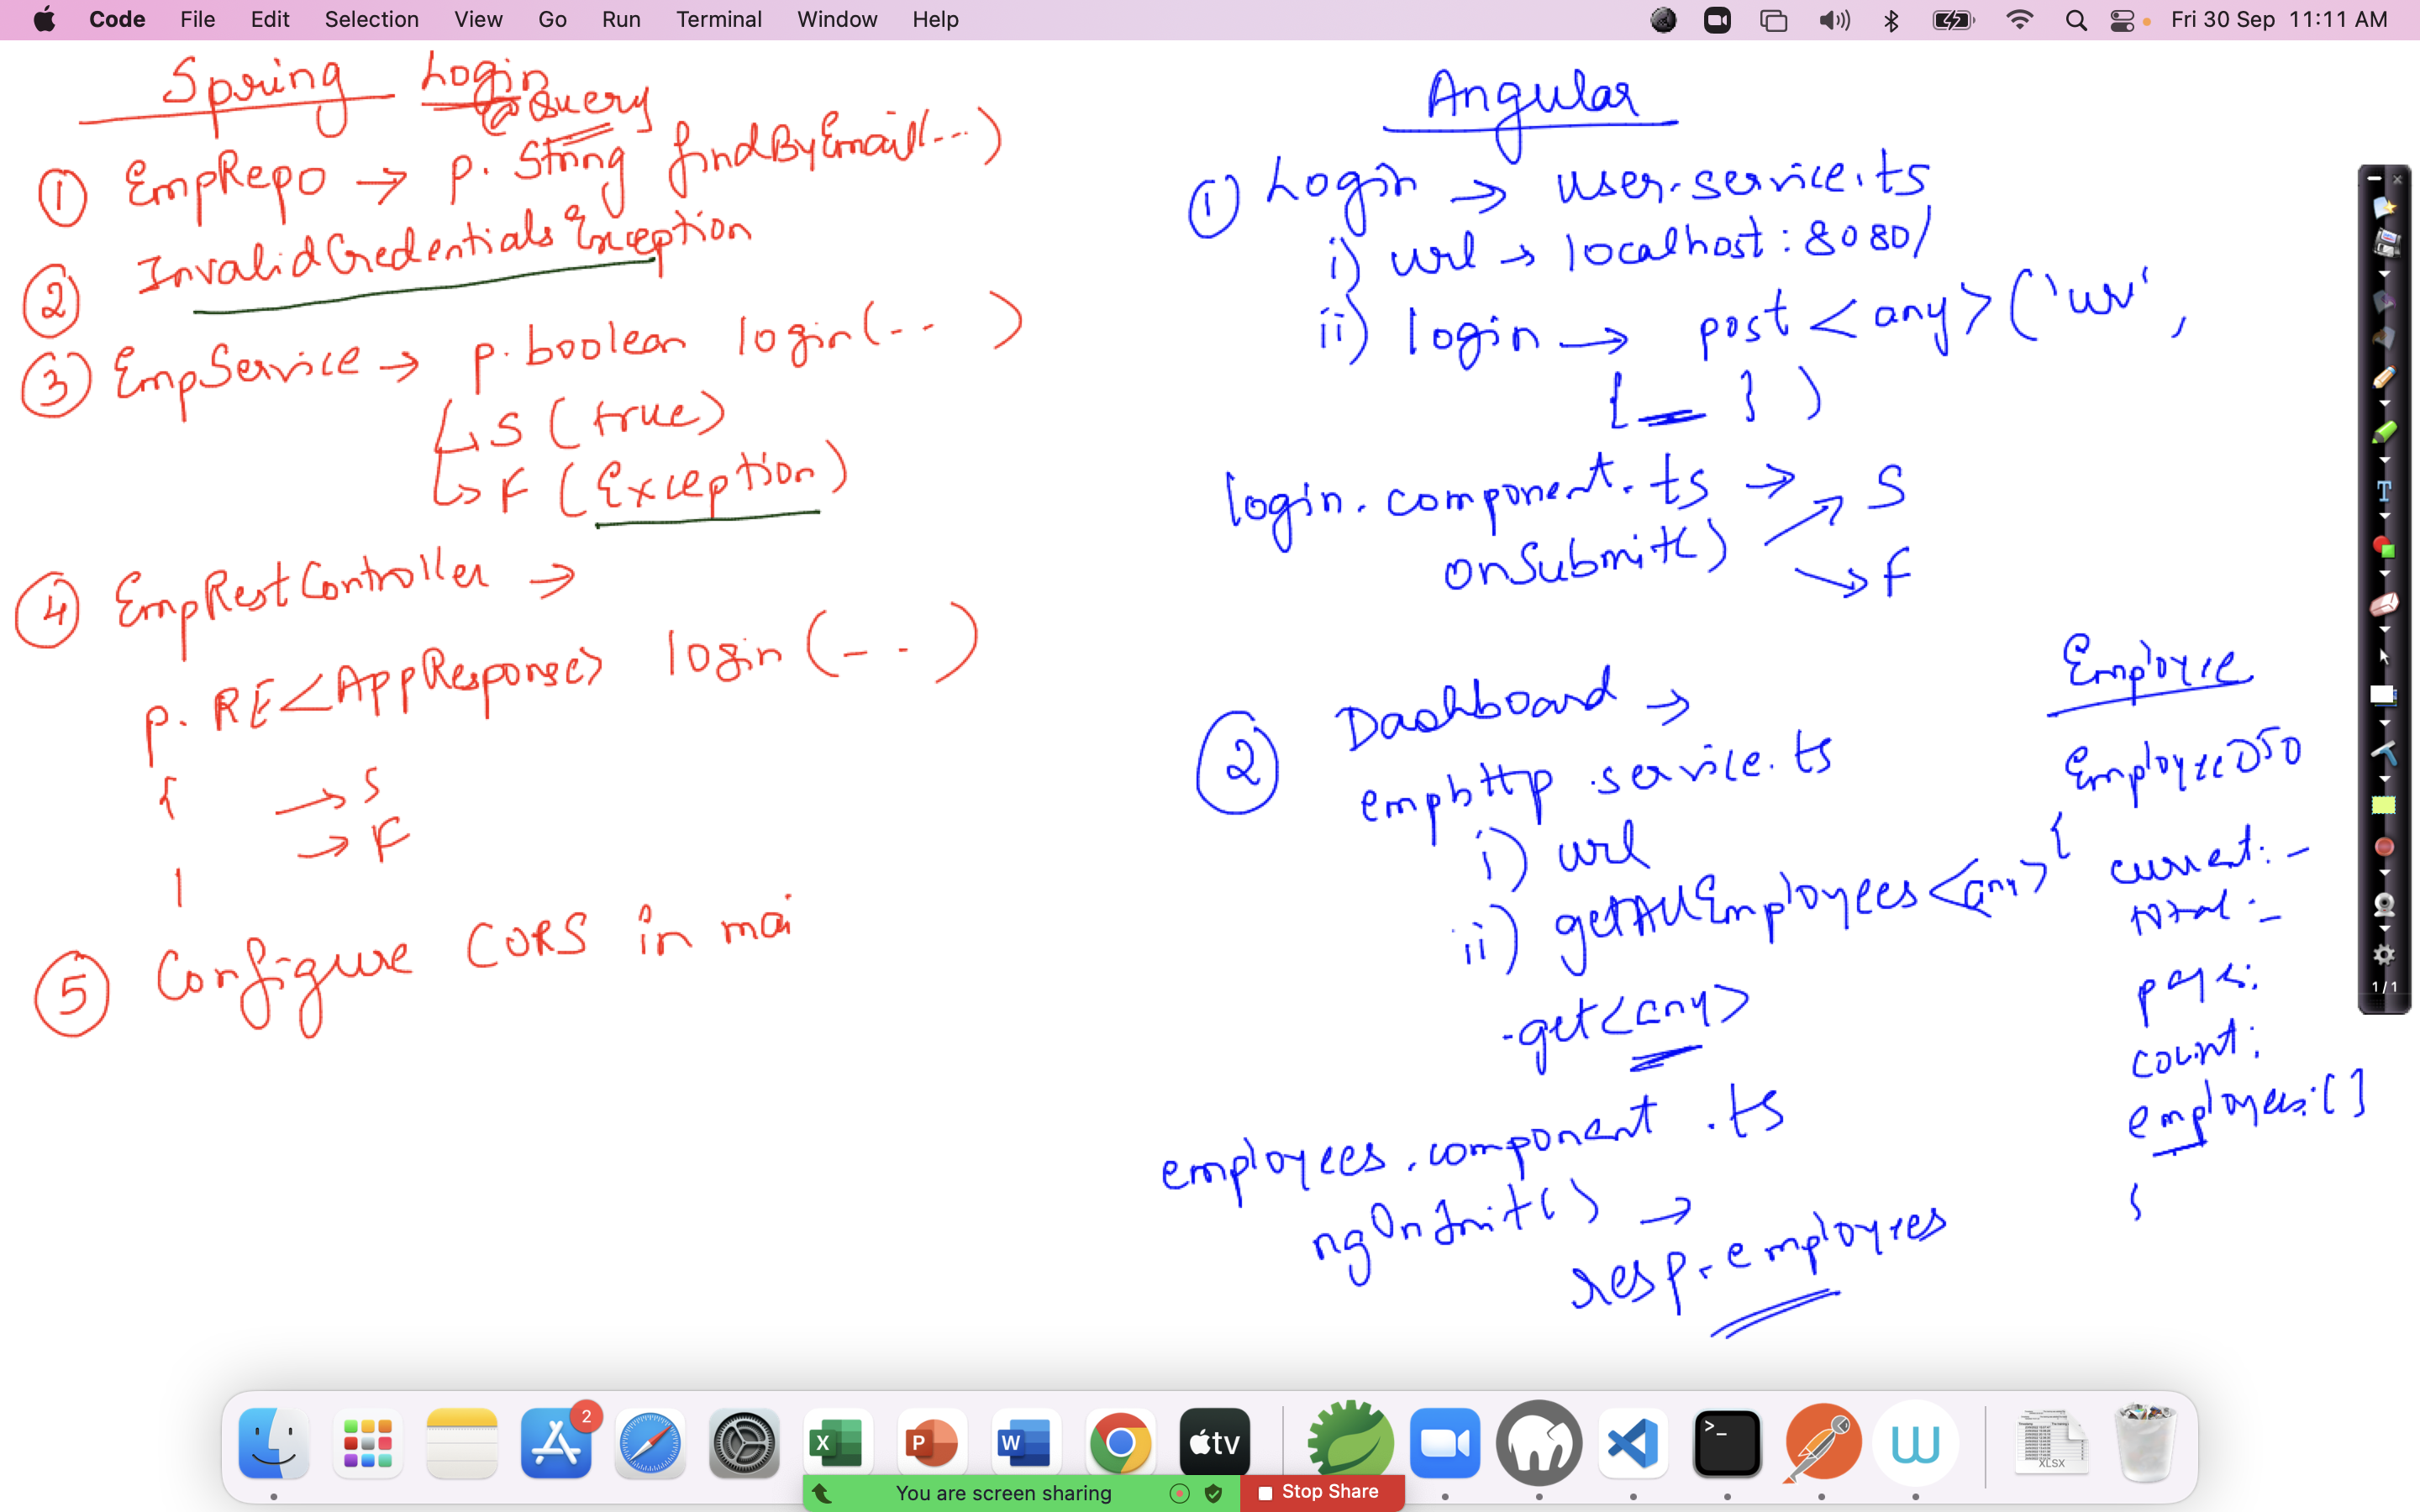 Code File Edit Selection View Go Run Terminal Window Help
Fri 30 Sep 11:11 AM
Spring Login
@Query
① EmpRepo → p. String findByEmail(...)
② InvalidCredentialsException
③ EmpService → p. boolean login(.. )
↳ S (true)
↳ F (Exception)
④ EmpRestController →
p. RE<AppResponse> login(-..)
{ → S
→ F
⑤ Configure CORS in mai
Angular
① Login → user.service.ts
i) url → localhost:8080/
ii) login → post<any>('ur',
{ _ } )
login.component.ts → S
onSubmit() → F
② Dashboard →
empHttp.service.ts
i) url
ii) getAllEmployees<any>
.get<any>
employees.component.ts
ngOnInit() →
resp.employees
Employee
EmployeeDTO
{
current: -
total: -
pages:
count:
employees: []
}
T
1/1
2
X
P
W
tv
>_
W
XLSX
You are screen sharing
Stop Share